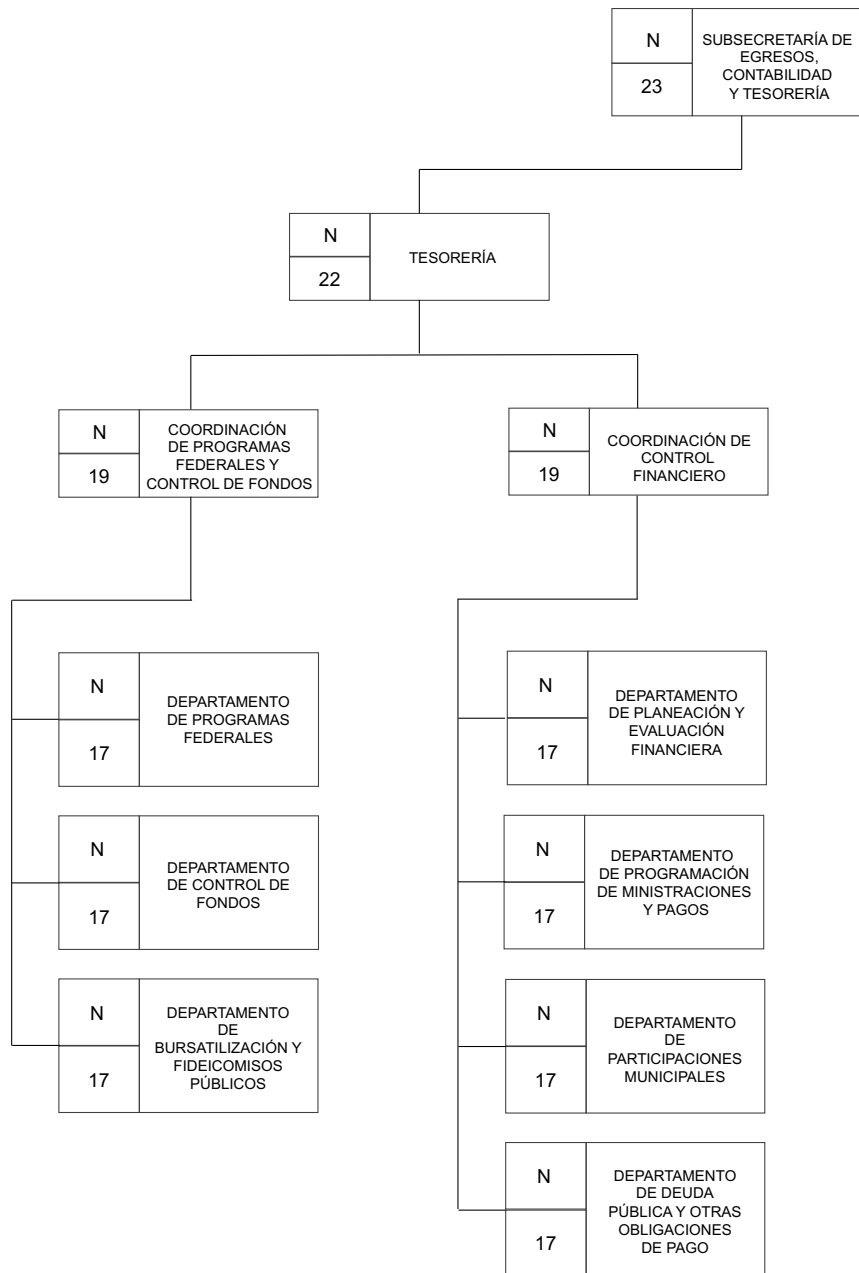 N
23
SUBSECRETARÍA DE
EGRESOS,
CONTABILIDAD
Y TESORERÍA
N
22
TESORERÍA
N
19
COORDINACIÓN
DE PROGRAMAS
FEDERALES Y
CONTROL DE FONDOS
N
19
COORDINACIÓN DE
CONTROL
FINANCIERO
N
17
DEPARTAMENTO
DE PROGRAMAS
FEDERALES
N
17
DEPARTAMENTO
DE CONTROL DE
FONDOS
N
17
DEPARTAMENTO
DE
BURSATILIZACIÓN Y
FIDEICOMISOS
PÚBLICOS
N
17
DEPARTAMENTO
DE PLANEACIÓN Y
EVALUACIÓN
FINANCIERA
N
17
DEPARTAMENTO
DE PROGRAMACIÓN
DE MINISTRACIONES
Y PAGOS
N
17
DEPARTAMENTO
DE
PARTICIPACIONES
MUNICIPALES
N
17
DEPARTAMENTO
DE DEUDA
PÚBLICA Y OTRAS
OBLIGACIONES
DE PAGO